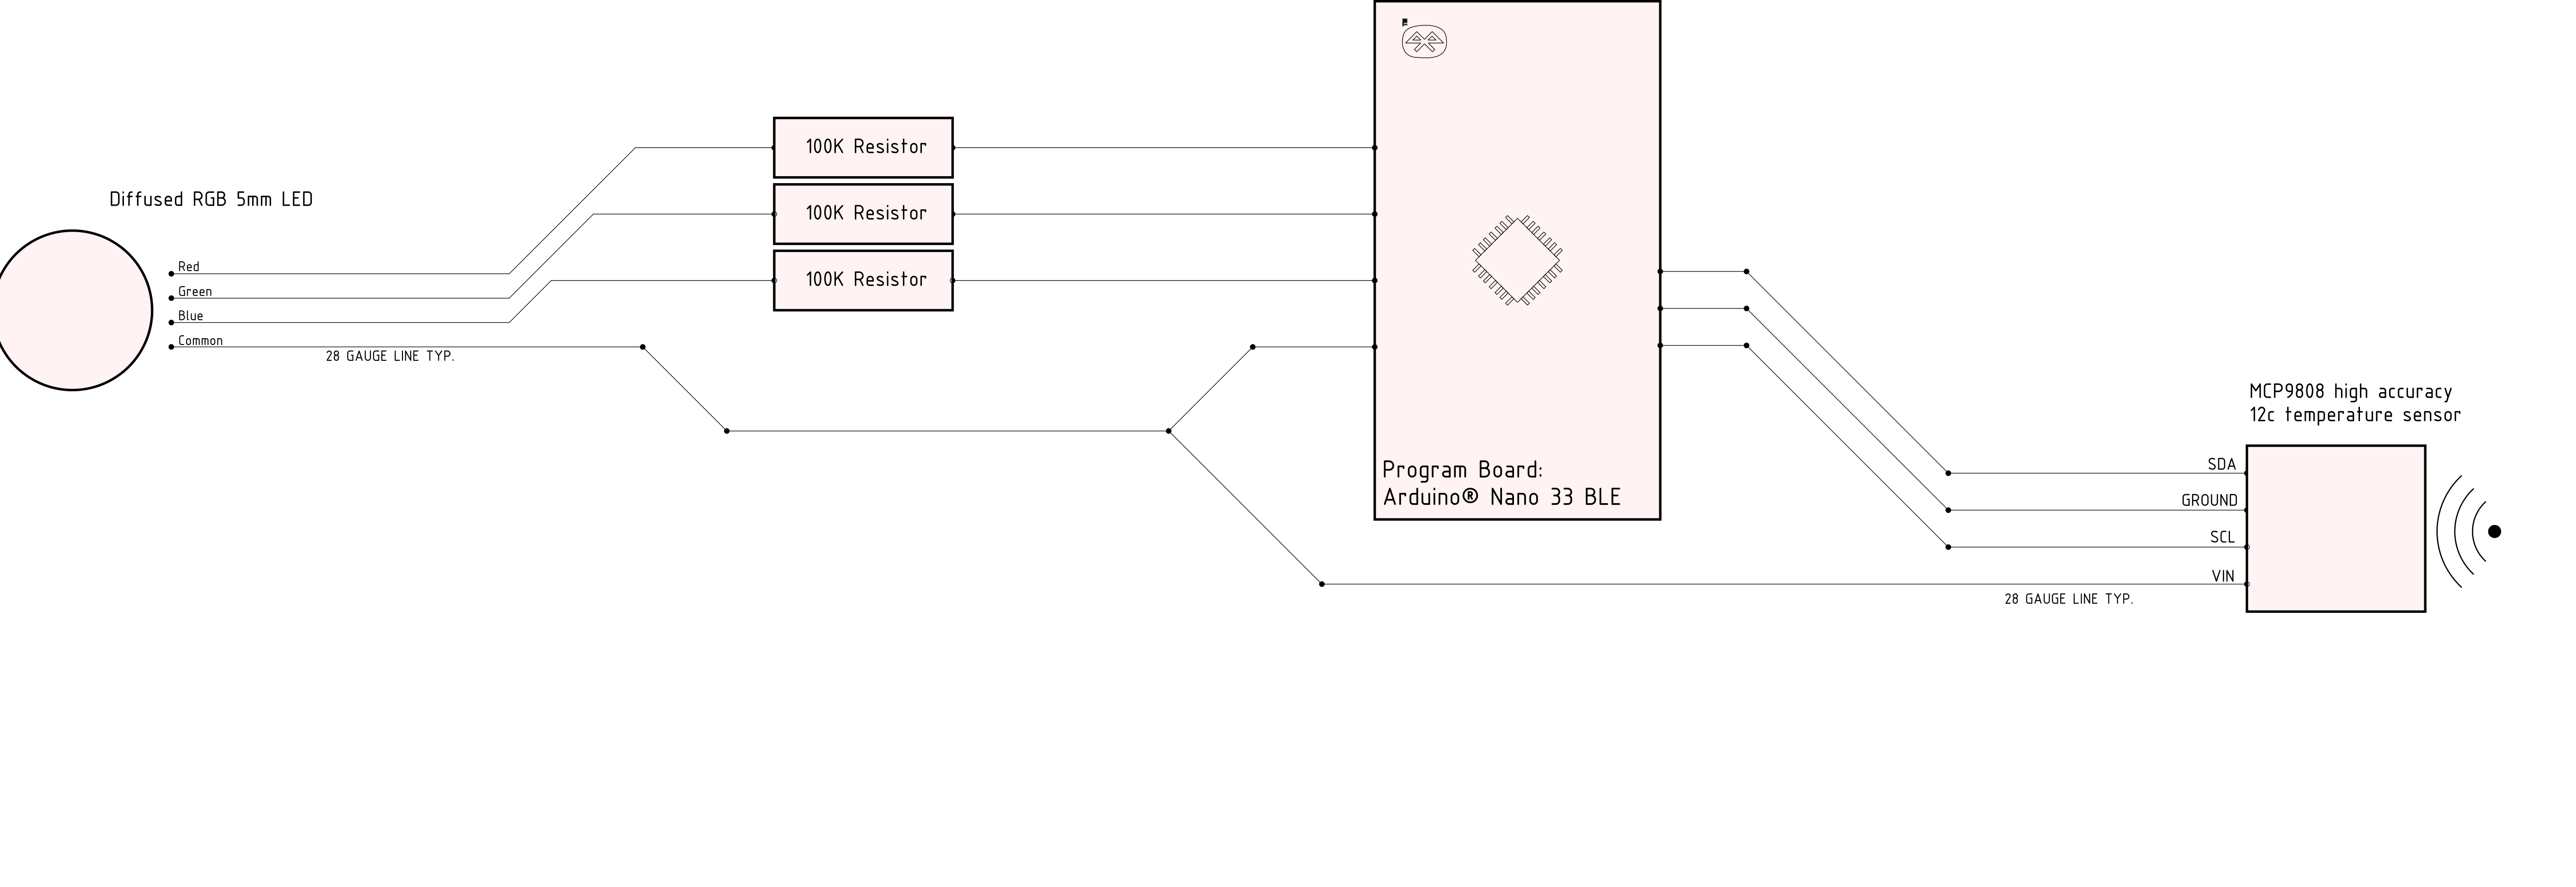 100K Resistor
Diffused RGB 5mm LED
100K Resistor
Red
100K Resistor
Green
Blue
Common
28 GAUGE LINE TYP.
MCP9808 high accuracy
12c temperature sensor
Program Board:
Arduino® Nano 33 BLE
SDA
GROUND
SCL
VIN
28 GAUGE LINE TYP.